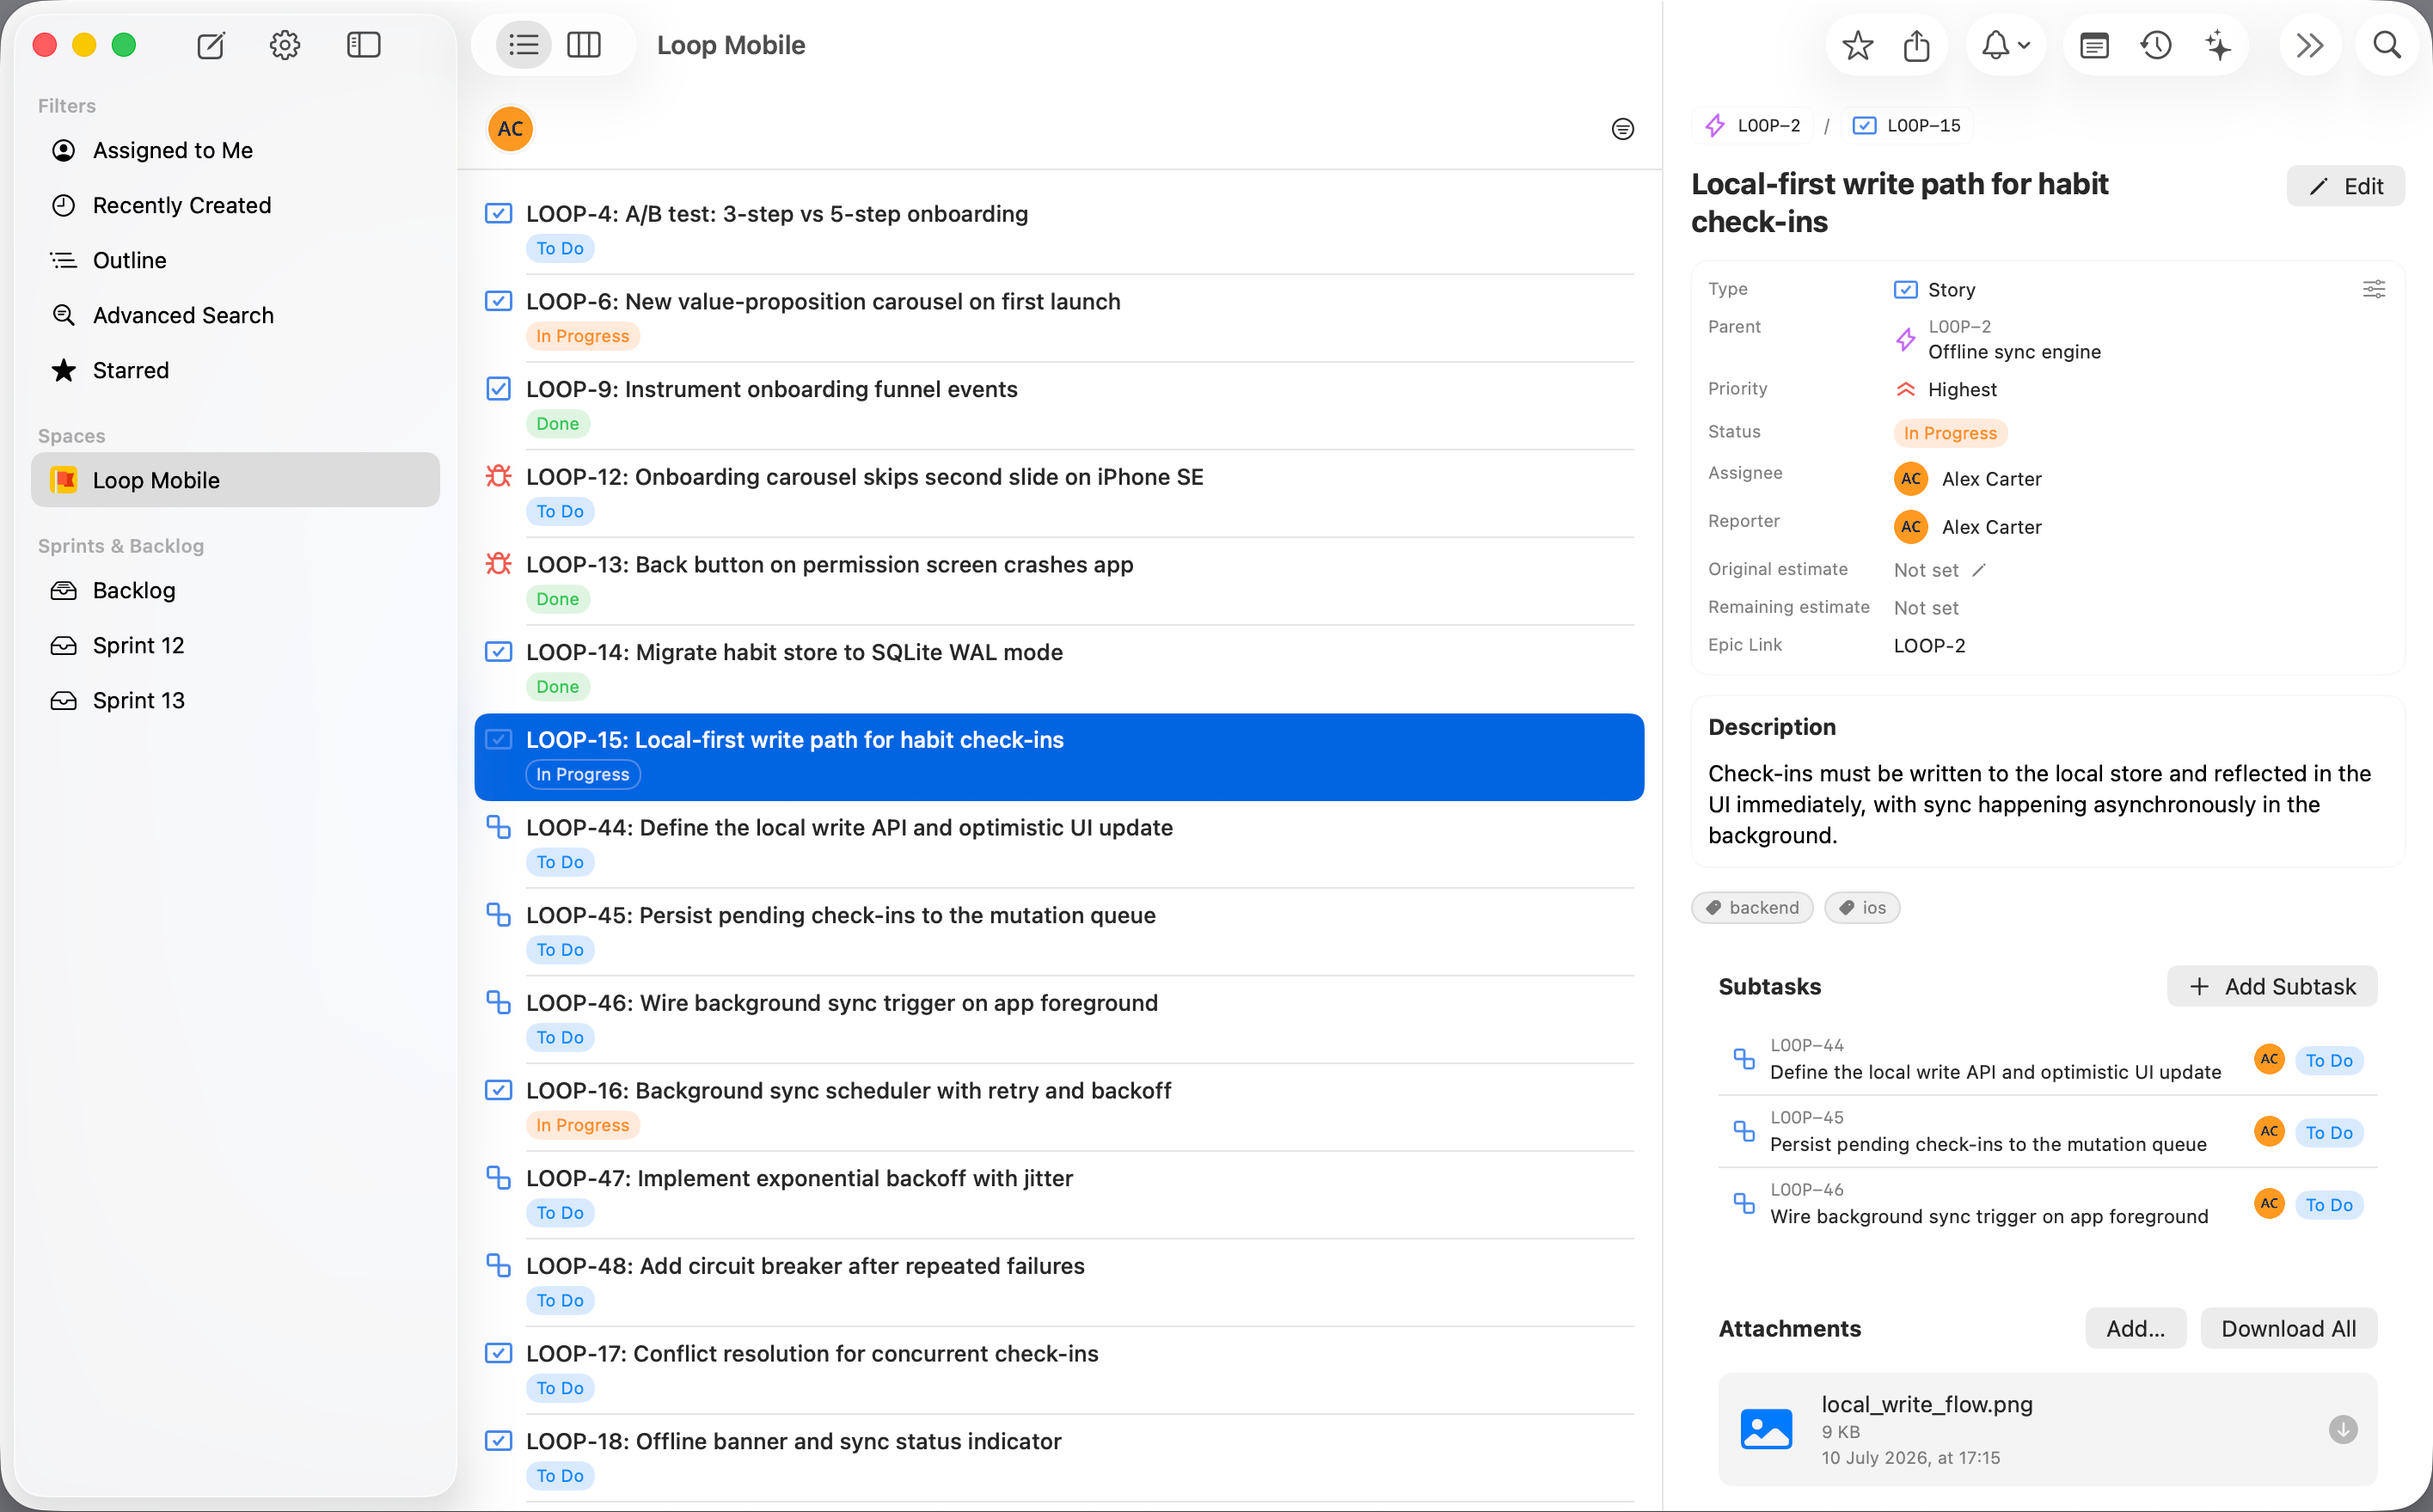 Loop Mobile
Filters
Assigned to Me
Recently Created
Outline
Advanced Search
Starred
Spaces
Loop Mobile
Sprints & Backlog
Backlog
Sprint 12
Sprint 13
AC
LOOP-4: A/B test: 3-step vs 5-step onboarding
To Do
LOOP-6: New value-proposition carousel on first launch
In Progress
LOOP-9: Instrument onboarding funnel events
Done
LOOP-12: Onboarding carousel skips second slide on iPhone SE
To Do
LOOP-13: Back button on permission screen crashes app
Done
LOOP-14: Migrate habit store to SQLite WAL mode
Done
LOOP-15: Local-first write path for habit check-ins
In Progress
LOOP-44: Define the local write API and optimistic UI update
To Do
LOOP-45: Persist pending check-ins to the mutation queue
To Do
LOOP-46: Wire background sync trigger on app foreground
To Do
LOOP-16: Background sync scheduler with retry and backoff
In Progress
LOOP-47: Implement exponential backoff with jitter
To Do
LOOP-48: Add circuit breaker after repeated failures
To Do
LOOP-17: Conflict resolution for concurrent check-ins
To Do
LOOP-18: Offline banner and sync status indicator
To Do
LOOP-2 / LOOP-15
Local-first write path for habit
check-ins
Edit
Type Story
Parent LOOP-2
Offline sync engine
Priority Highest
Status In Progress
Assignee AC Alex Carter
Reporter AC Alex Carter
Original estimate Not set
Remaining estimate Not set
Epic Link LOOP-2
Description
Check-ins must be written to the local store and reflected in the
UI immediately, with sync happening asynchronously in the
background.
backend ios
Subtasks Add Subtask
LOOP-44
Define the local write API and optimistic UI update AC To Do
LOOP-45
Persist pending check-ins to the mutation queue AC To Do
LOOP-46
Wire background sync trigger on app foreground AC To Do
Attachments Add... Download All
local_write_flow.png
9 KB
10 July 2026, at 17:15